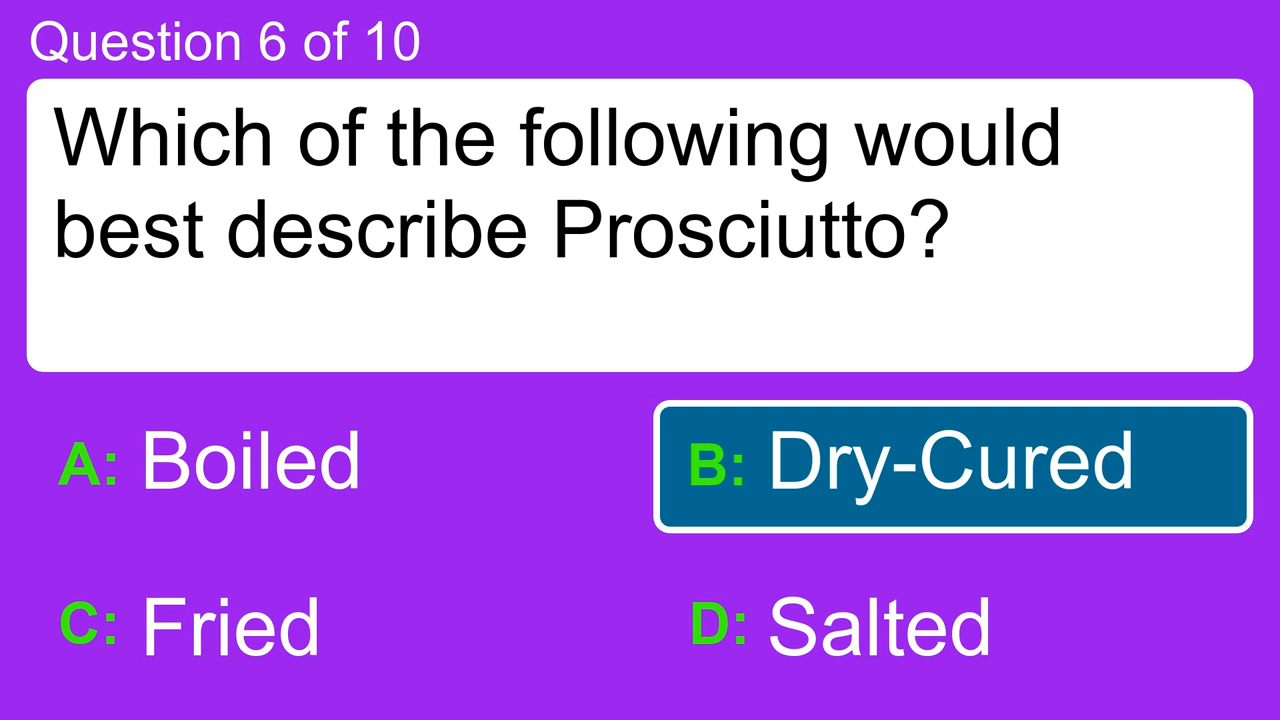 Question 6 of 10
Which of the following would
best describe Prosciutto?
A: Boiled
B: Dry-Cured
C: Fried
D: Salted